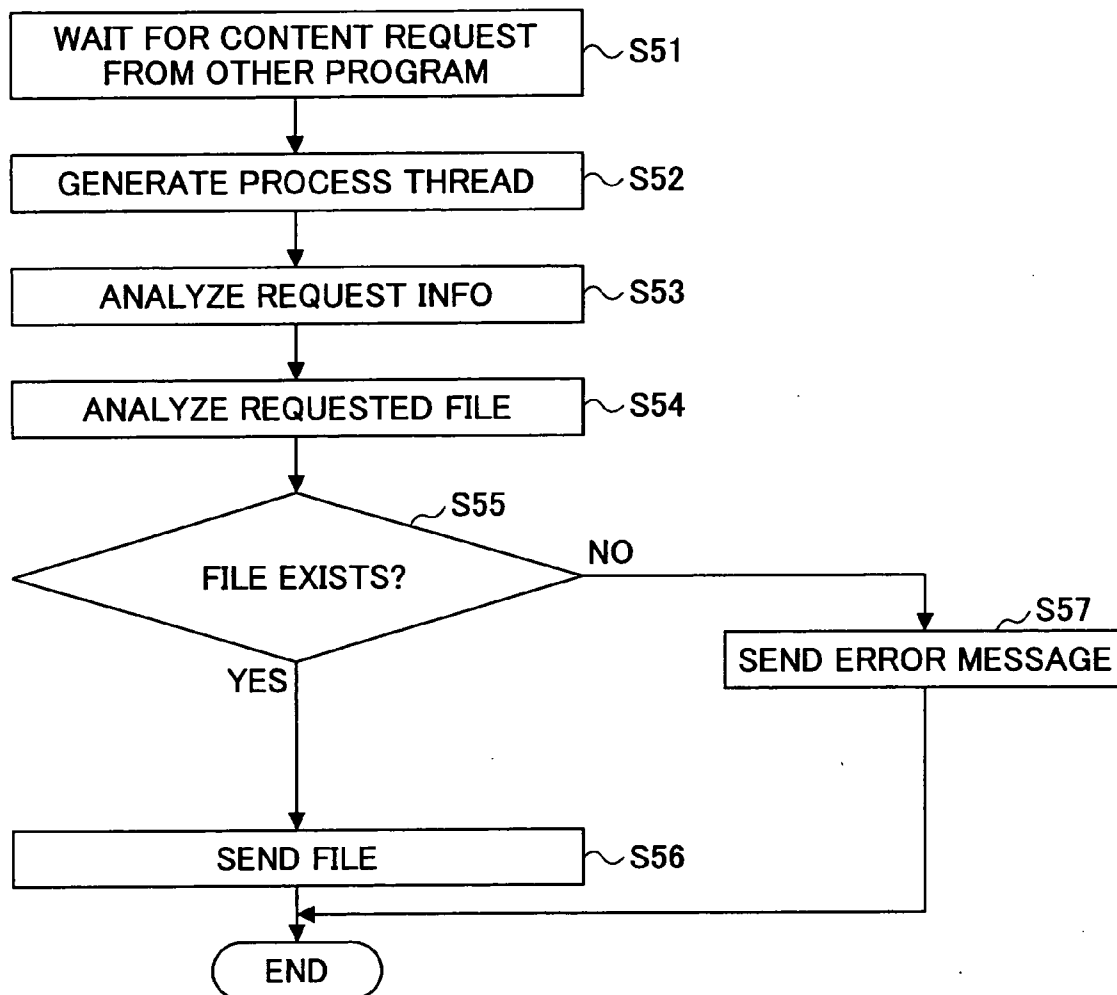 WAIT FOR CONTENT REQUEST
FROM OTHER PROGRAM
S51
GENERATE PROCESS THREAD
S52
ANALYZE REQUEST INFO
S53
ANALYZE REQUESTED FILE
S54
S55
FILE EXISTS?
NO
YES
S57
SEND ERROR MESSAGE
SEND FILE
S56
END